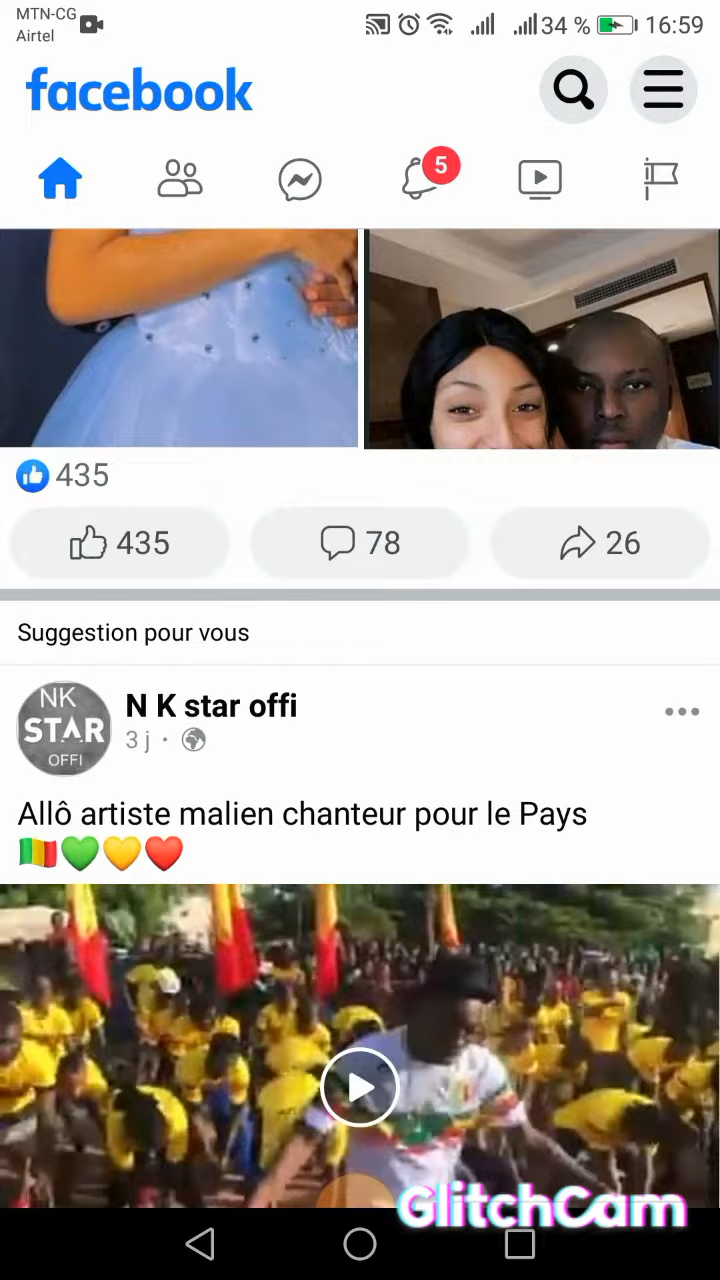 MTN-CG
Airtel
34 % 16:59
facebook
5
435
435 78 26
Suggestion pour vous
NK
STAR
OFFI
N K star offi
3 j ·
Allô artiste malien chanteur pour le Pays
🇲🇱💚💛❤️
GlitchCam